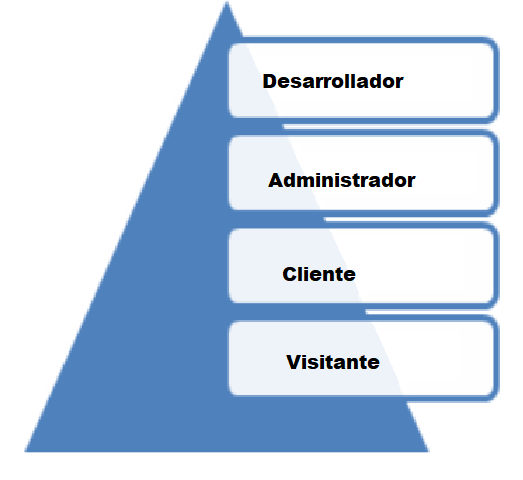 Desarrollador
Administrador
Cliente
Visitante